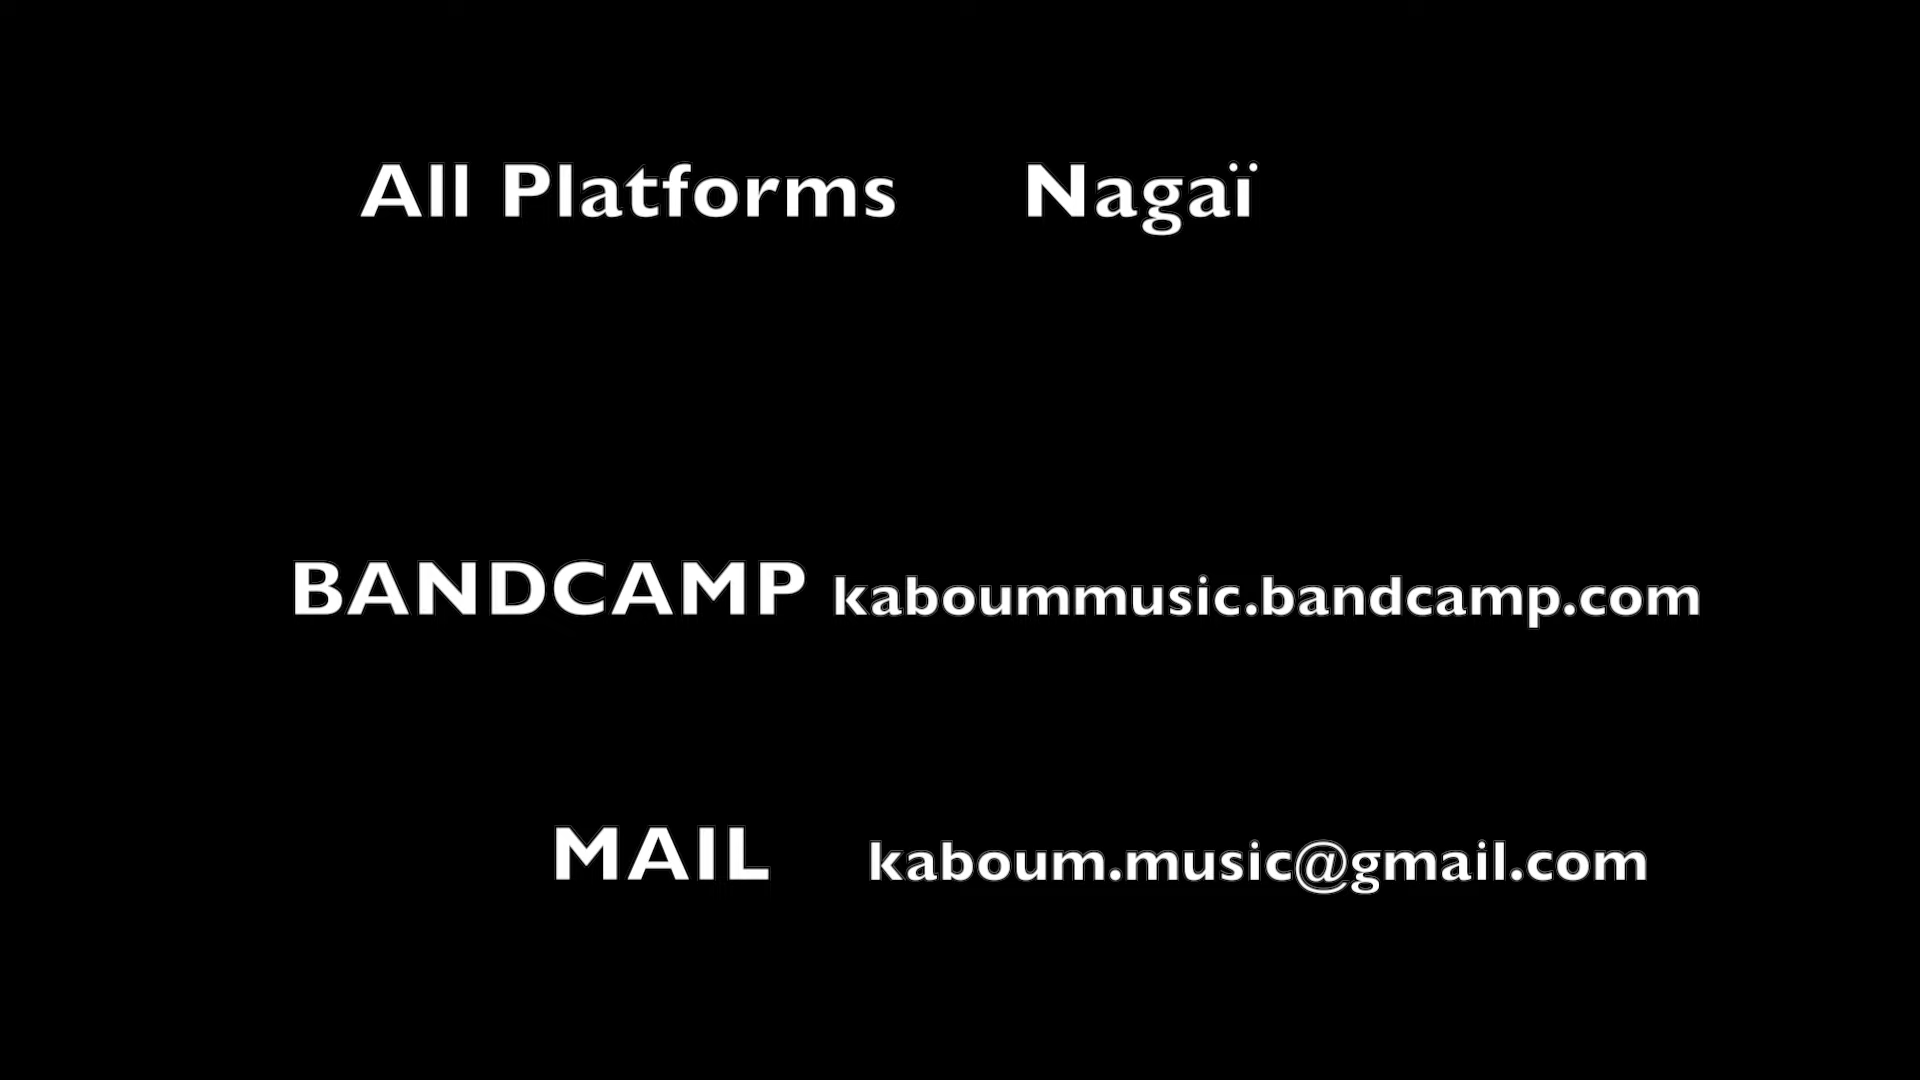 All Platforms Nagaï
BANDCAMP kaboummusic.bandcamp.com
MAIL kaboum.music@gmail.com